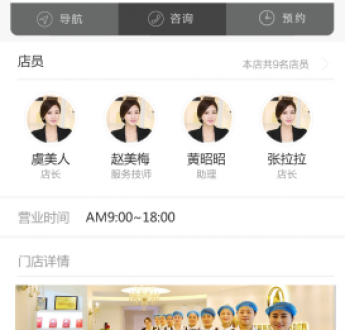 导航 咨询 预约
店员 本店共9名店员
虞美人 赵美梅 黄昭昭 张拉拉
店长 服务技师 助理 店长
营业时间 AM9:00~18:00
门店详情